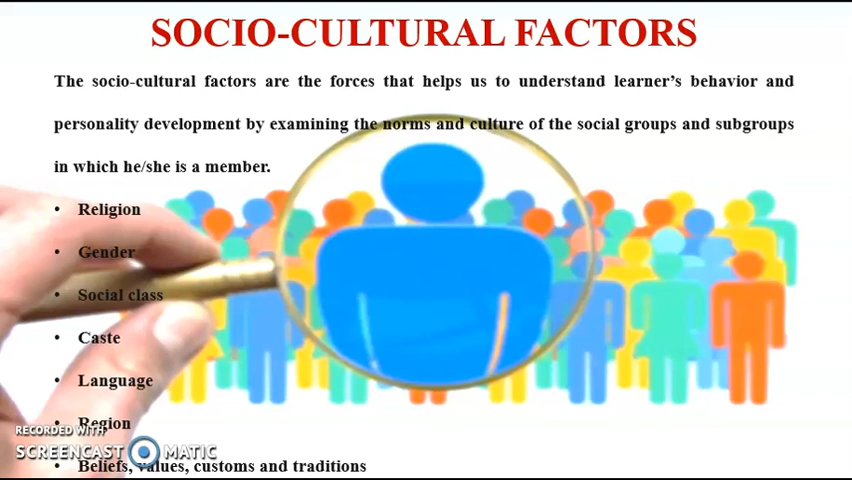 SOCIO-CULTURAL FACTORS
The socio-cultural factors are the forces that helps us to understand learner’s behavior and
personality development by examining the norms and culture of the social groups and subgroups
in which he/she is a member.
• Religion
• Gender
• Social class
• Caste
• Language
• Region
• Beliefs, values, customs and traditions
RECORDED WITH
SCREENCAST MATIC